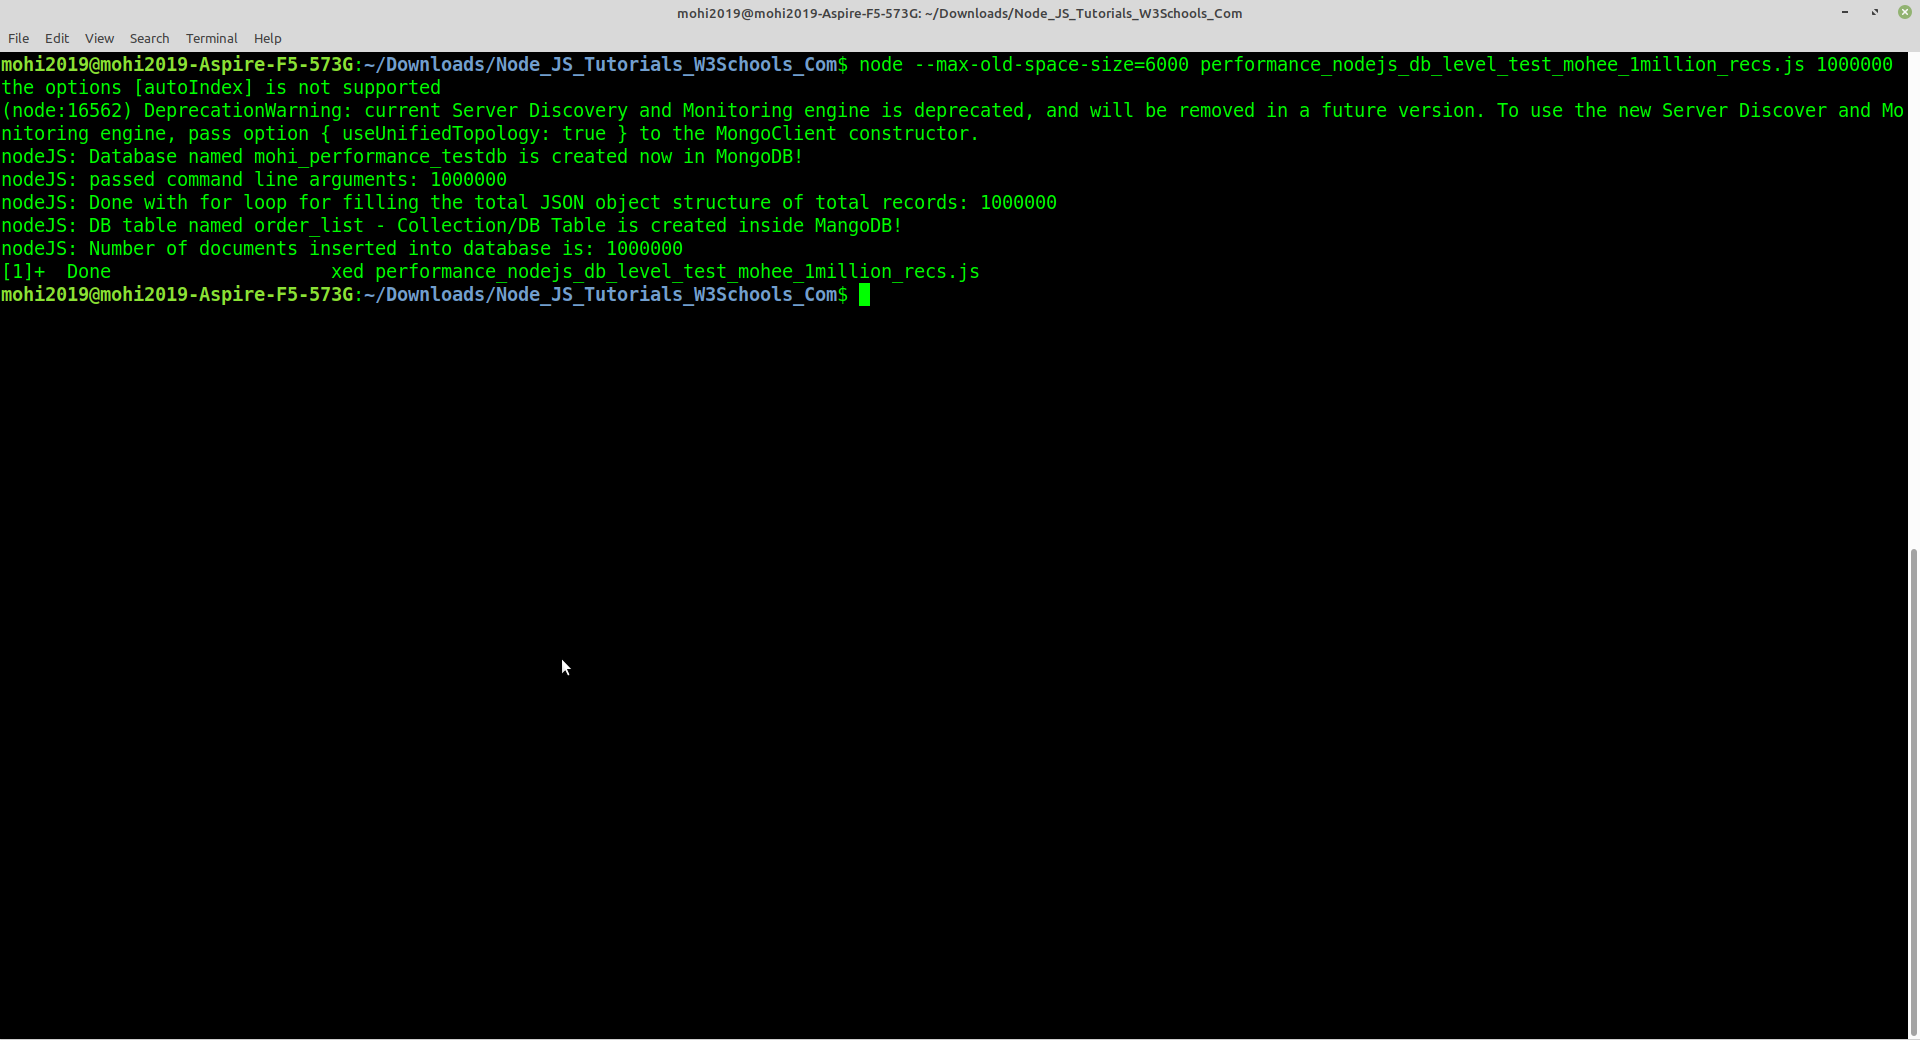 mohi2019@mohi2019-Aspire-F5-573G: ~/Downloads/Node_JS_Tutorials_W3Schools_Com
File Edit View Search Terminal Help
mohi2019@mohi2019-Aspire-F5-573G:~/Downloads/Node_JS_Tutorials_W3Schools_Com$ node --max-old-space-size=6000 performance_nodejs_db_level_test_mohee_1million_recs.js 1000000
the options [autoIndex] is not supported
(node:16562) DeprecationWarning: current Server Discovery and Monitoring engine is deprecated, and will be removed in a future version. To use the new Server Discover and Mo
nitoring engine, pass option { useUnifiedTopology: true } to the MongoClient constructor.
nodeJS: Database named mohi_performance_testdb is created now in MongoDB!
nodeJS: passed command line arguments: 1000000
nodeJS: Done with for loop for filling the total JSON object structure of total records: 1000000
nodeJS: DB table named order_list - Collection/DB Table is created inside MangoDB!
nodeJS: Number of documents inserted into database is: 1000000
[1]+  Done                    xed performance_nodejs_db_level_test_mohee_1million_recs.js
mohi2019@mohi2019-Aspire-F5-573G:~/Downloads/Node_JS_Tutorials_W3Schools_Com$